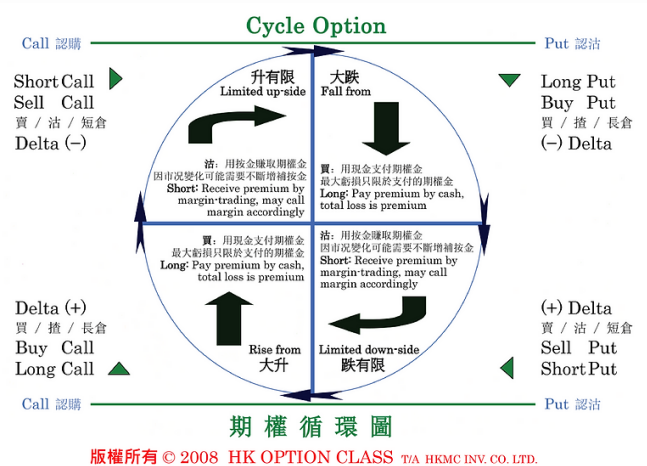 Cycle Option
Call 認購
Put 認沽
Short Call
Sell Call
賣 / 沽 / 短倉
Delta (−)
升有限
Limited up-side
沽: 用按金賺取期權金
因市況變化可能需要不斷增補按金
Short: Receive premium by
margin-trading, may call
margin accordingly
大跌
Fall from
買: 用現金支付期權金
最大虧損只限於支付的期權金
Long: Pay premium by cash,
total loss is premium
Long Put
Buy Put
買 / 揸 / 長倉
(−) Delta
Delta (+)
買 / 揸 / 長倉
Buy Call
Long Call
買: 用現金支付期權金
最大虧損只限於支付的期權金
Long: Pay premium by cash,
total loss is premium
Rise from
大升
沽: 用按金賺取期權金
因市況變化可能需要不斷增補按金
Short: Receive premium by
margin-trading, may call
margin accordingly
Limited down-side
跌有限
(+) Delta
賣 / 沽 / 短倉
Sell Put
Short Put
Call 認購
Put 認沽
期權循環圖
版權所有 © 2008 HK OPTION CLASS T/A HKMC INV. CO. LTD.